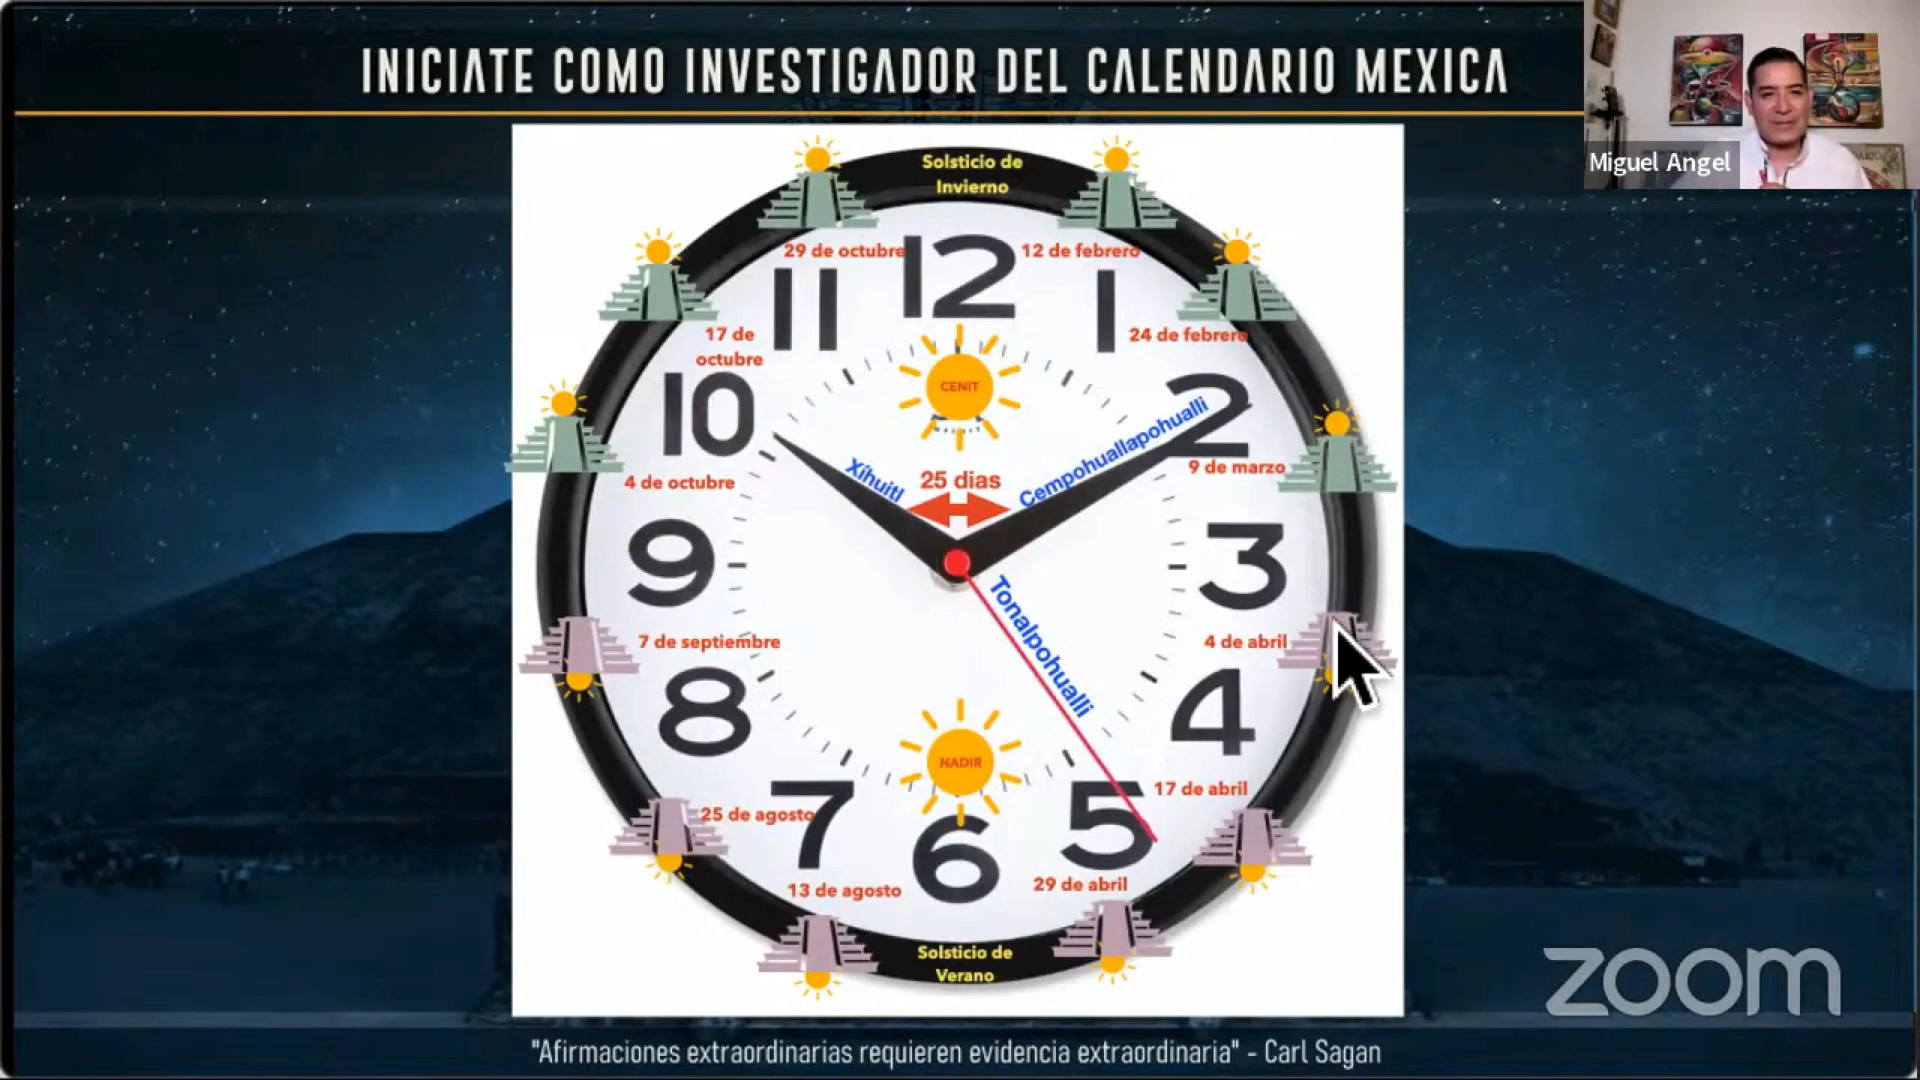 INICIATE COMO INVESTIGADOR DEL CALENDARIO MEXICA
Miguel Angel
Solsticio de
Invierno
29 de octubre
12
12 de febrero
11
1
17 de
octubre
24 de febrero
10
CENIT
2
Xíhuitl
25 dias
Cempohuallapohualli
4 de octubre
9 de marzo
9
3
Tonalpohualli
7 de septiembre
4 de abril
8
4
NADIR
25 de agosto
17 de abril
7
5
6
13 de agosto
29 de abril
Solsticio de
Verano
zoom
"Afirmaciones extraordinarias requieren evidencia extraordinaria" - Carl Sagan